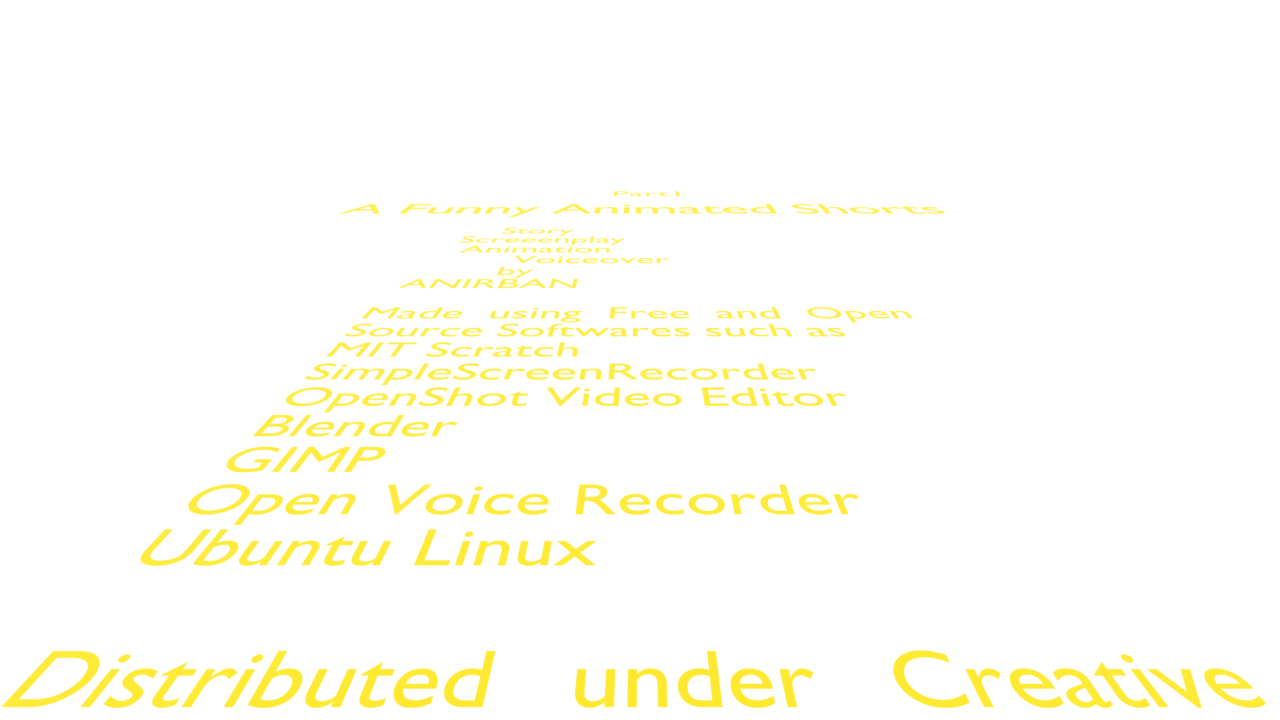 Part I
A Funny Animated Shorts
Story
Screeenplay
Animation
Voiceover
by
ANIRBAN
Made using Free and Open
Source Softwares such as
MIT Scratch
SimpleScreenRecorder
OpenShot Video Editor
Blender
GIMP
Open Voice Recorder
Ubuntu Linux
Distributed under Creative